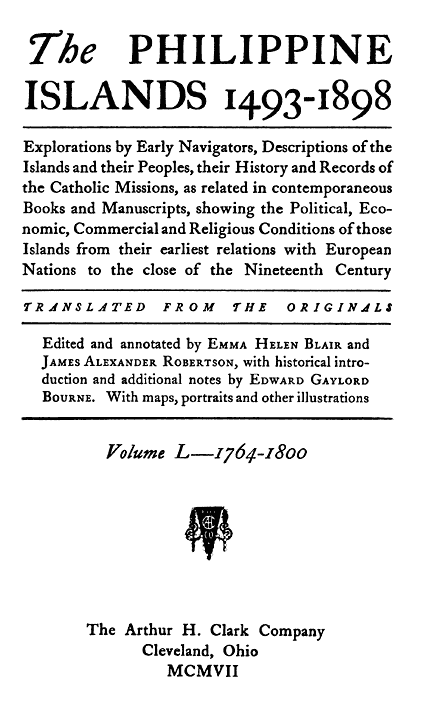 The PHILIPPINE
ISLANDS 1493-1898
Explorations by Early Navigators, Descriptions of the
Islands and their Peoples, their History and Records of
the Catholic Missions, as related in contemporaneous
Books and Manuscripts, showing the Political, Eco-
nomic, Commercial and Religious Conditions of those
Islands from their earliest relations with European
Nations to the close of the Nineteenth Century
TRANSLATED FROM THE ORIGINALS
Edited and annotated by EMMA HELEN BLAIR and
JAMES ALEXANDER ROBERTSON, with historical intro-
duction and additional notes by EDWARD GAYLORD
BOURNE. With maps, portraits and other illustrations
Volume L—1764-1800
The Arthur H. Clark Company
Cleveland, Ohio
MCMVII